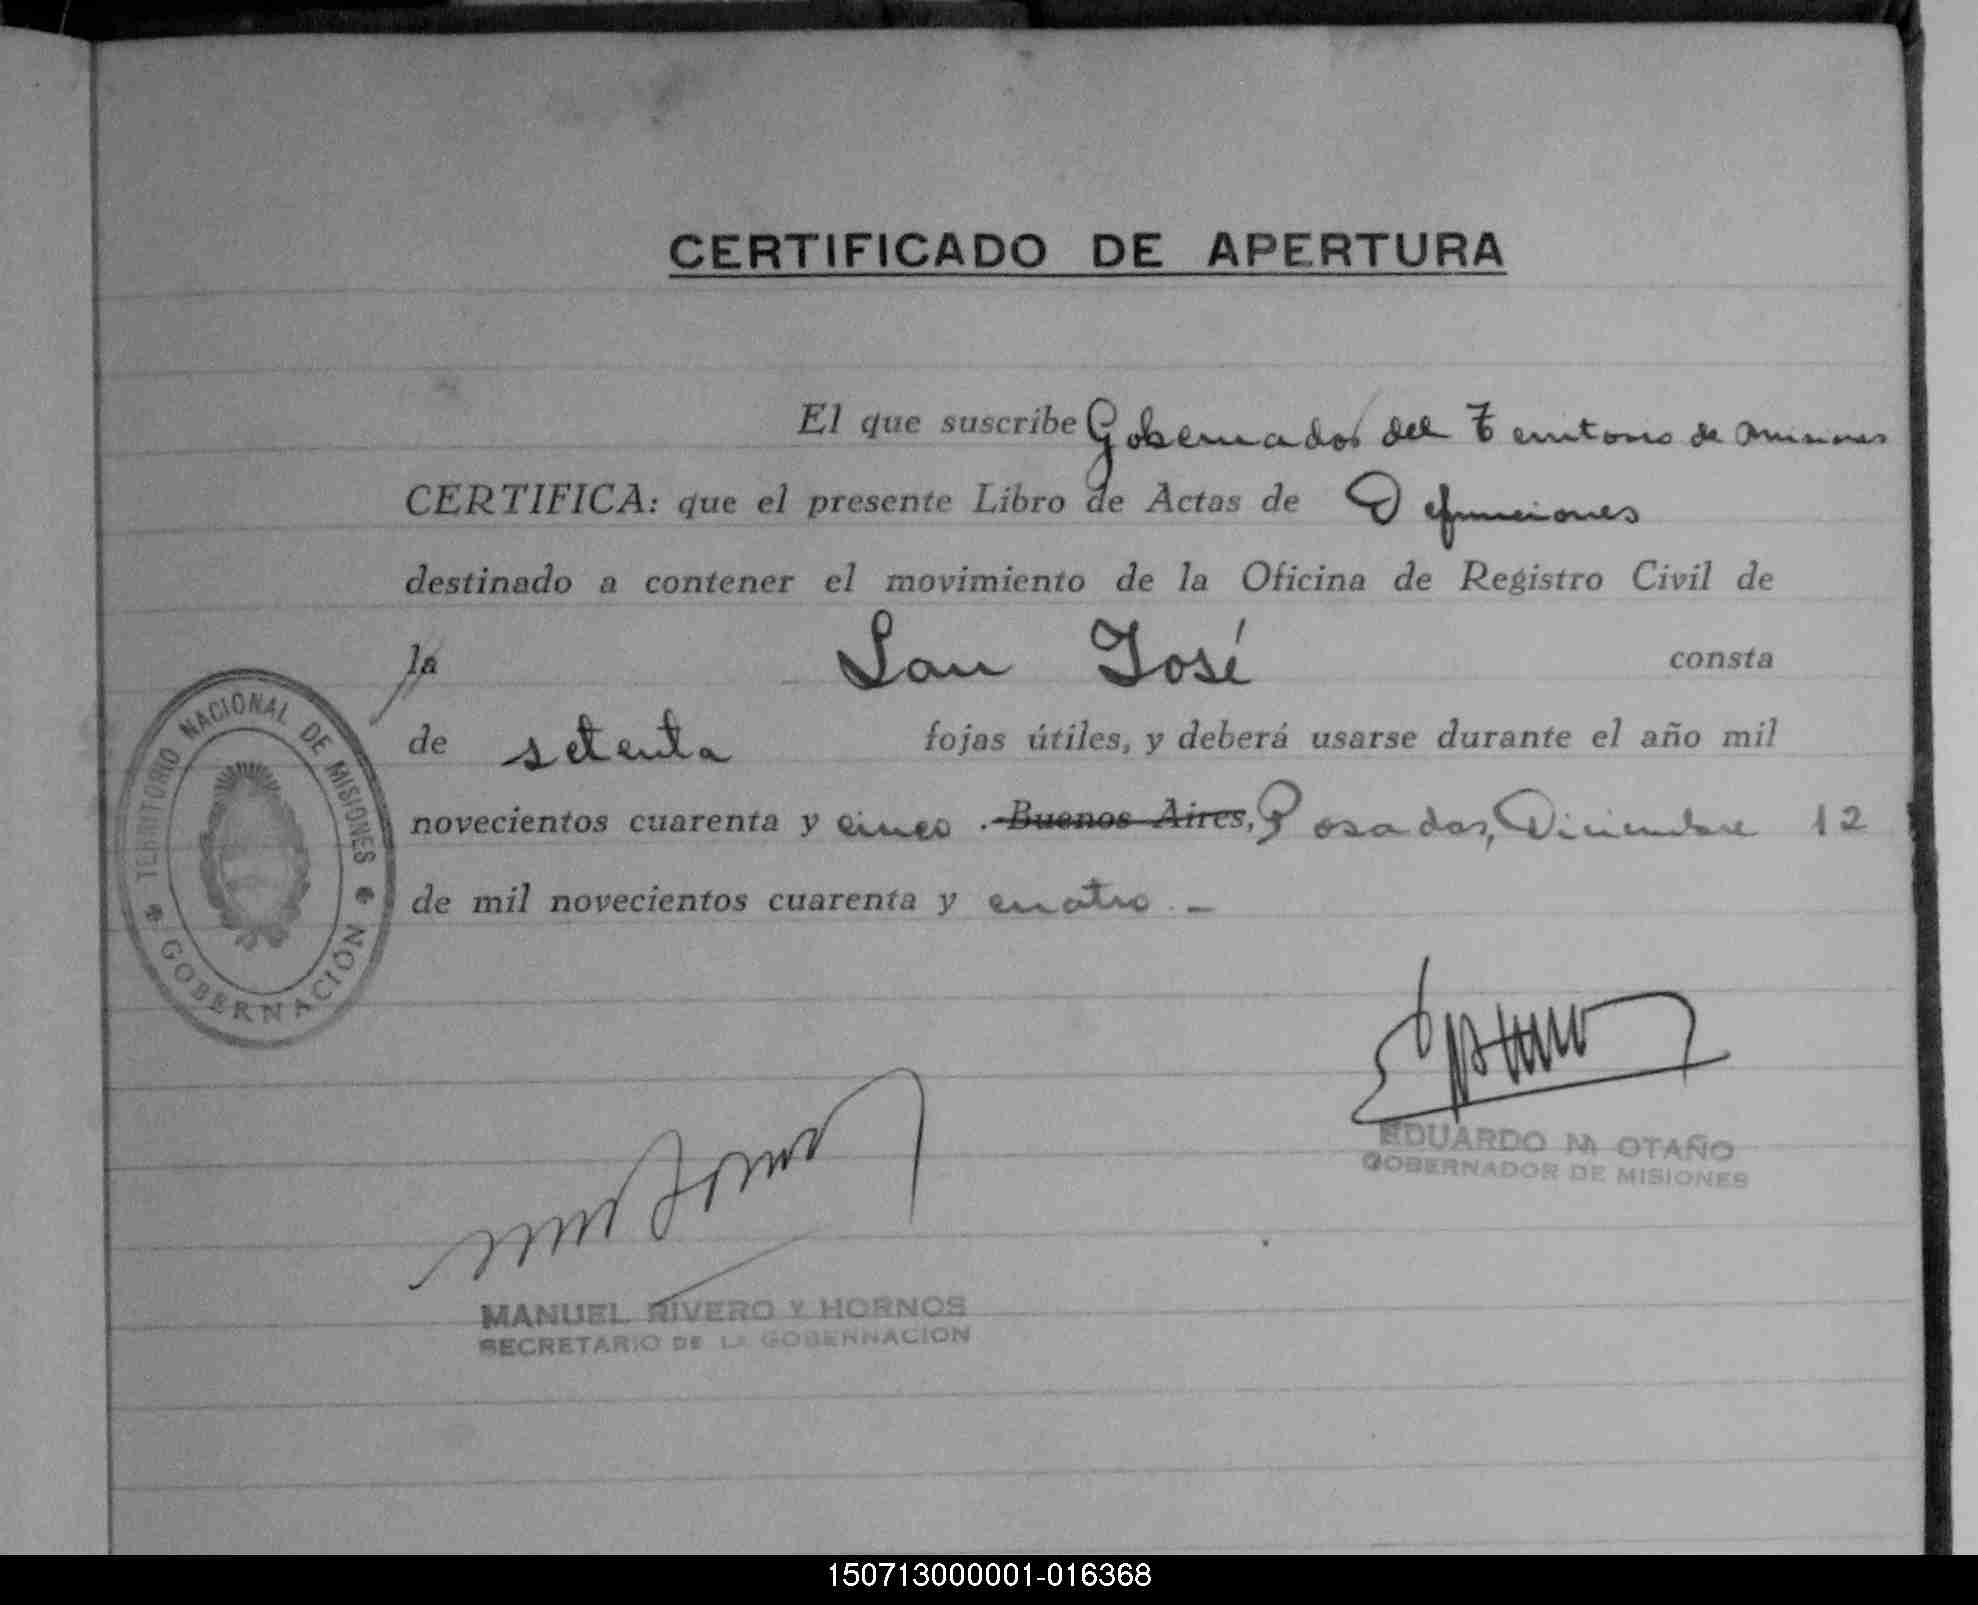 CERTIFICADO DE APERTURA
El que suscribe Gobernador del Territorio de Misiones
CERTIFICA: que el presente Libro de Actas de Defunciones
destinado a contener el movimiento de la Oficina de Registro Civil de
la San José consta
de setenta fojas útiles, y deberá usarse durante el año mil
novecientos cuarenta y cinco . Buenos Aires, Posadas, Diciembre 12
de mil novecientos cuarenta y cuatro. -
TERRITORIO NACIONAL DE MISIONES
GOBERNACIÓN
EDUARDO M OTAÑO
GOBERNADOR DE MISIONES
MANUEL RIVERO Y HORNOS
SECRETARIO DE LA GOBERNACION
150713000001-016368